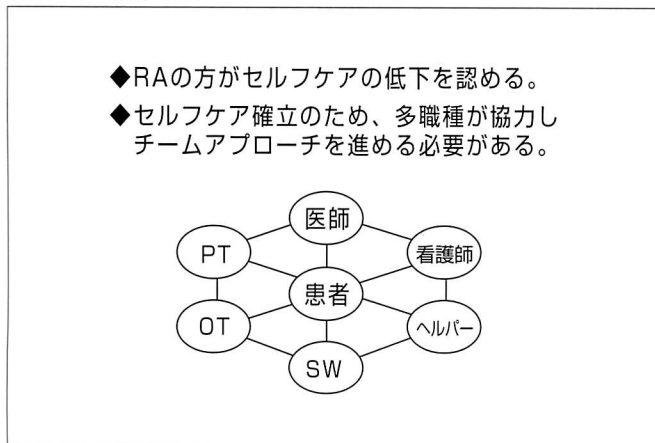 ◆RAの方がセルフケアの低下を認める。
◆セルフケア確立のため、多職種が協力し
チームアプローチを進める必要がある。
医師
PT
看護師
患者
OT
ヘルパー
SW